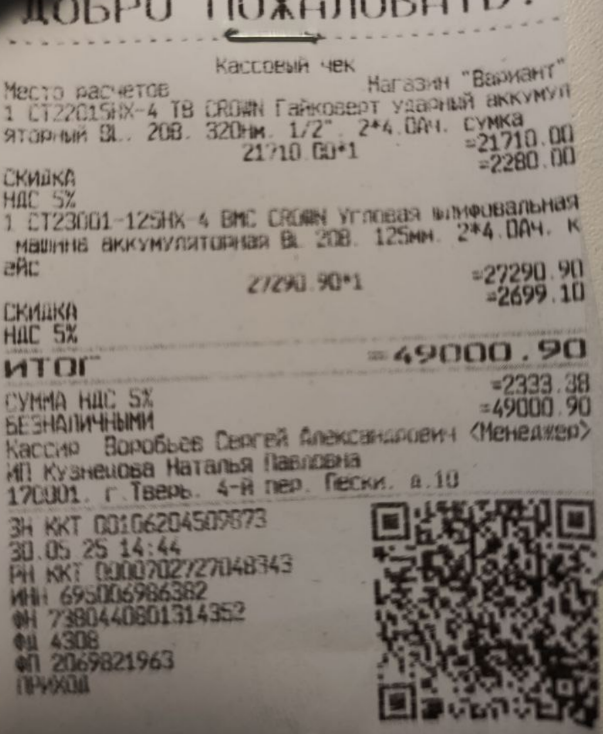 ДОБРО ПОЖАЛОВАТЬ!
Кассовый чек
Место расчетов Магазин "Вариант"
1 CT22015HX-4 TB CROWN Гайковерт ударный аккумул
яторный BL. 20В. 320Нм. 1/2". 2*4.0Ач. сумка
21710.00*1 =21710.00
СКИДКА =2280.00
НДС 5%
1 CT23001-125HX-4 BMC CROWN Угловая шлифовальная
машина аккумуляторная BL 20В. 125мм. 2*4.0Ач. к
ейс
27290.90*1 =27290.90
СКИДКА =2699.10
НДС 5%
ИТОГ =49000.90
СУММА НДС 5% =2333.38
БЕЗНАЛИЧНЫМИ =49000.90
Кассир Воробьев Сергей Александрович <Менеджер>
ИП Кузнецова Наталья Павловна
170001. г.Тверь. 4-й пер. Пески. д.10
ЗН ККТ 00106204509873
30.05.25 14:44
РН ККТ 0000702727048343
ИНН 695006986382
ФН 7380440801314352
ФД 4308
ФП 2069821963
ПРИХОД